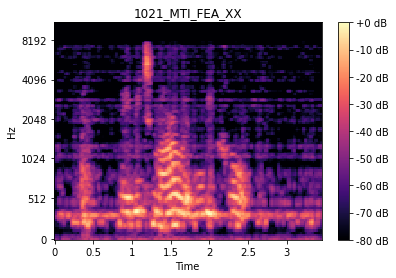 1021_MTI_FEA_XX
8192
4096
2048
1024
512
0
Hz
0 0.5 1 1.5 2 2.5 3
Time
+0 dB
-10 dB
-20 dB
-30 dB
-40 dB
-50 dB
-60 dB
-70 dB
-80 dB